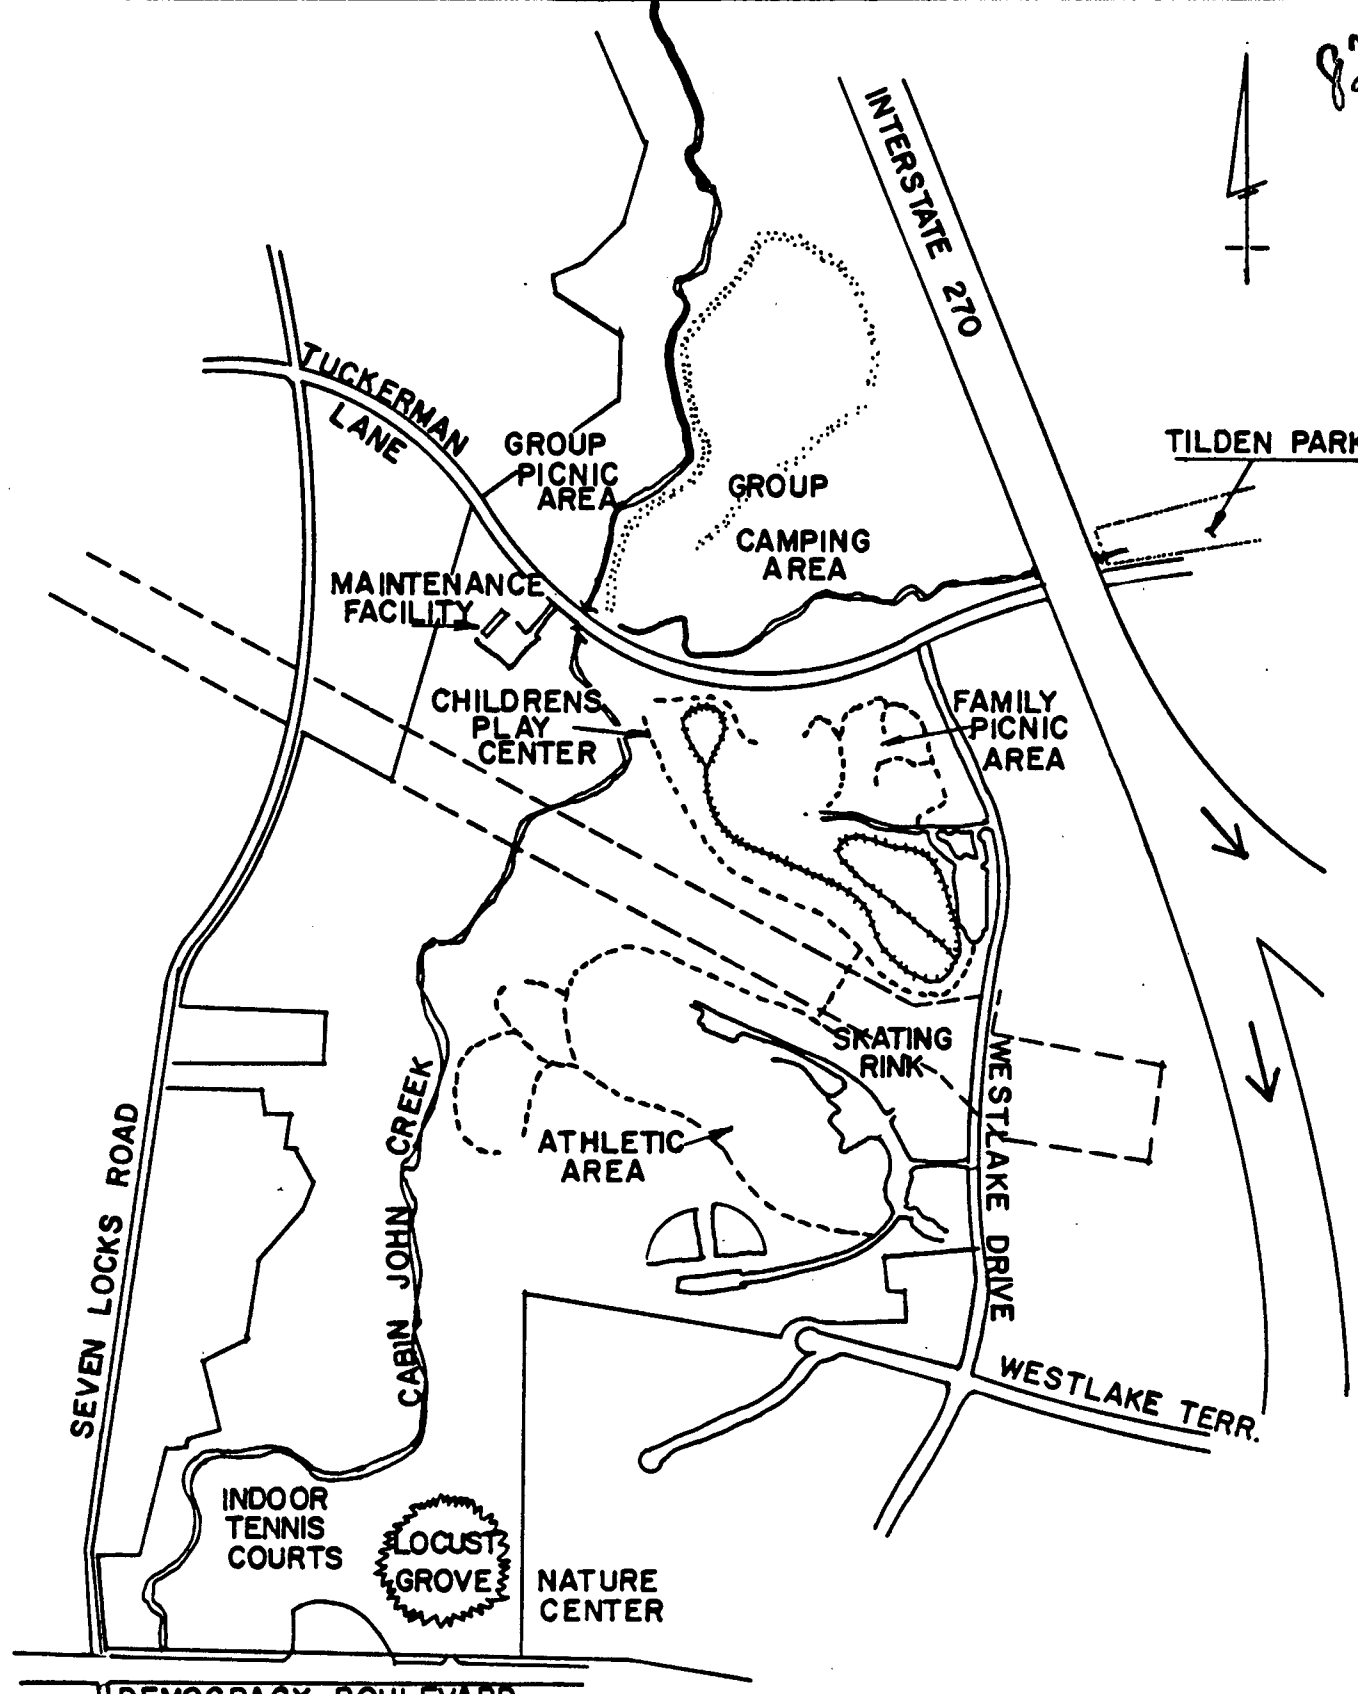 INTERSTATE 270
TUCKERMAN
LANE
GROUP
PICNIC
AREA
GROUP
CAMPING
AREA
TILDEN PARK
MAINTENANCE
FACILITY
CHILDRENS
PLAY
CENTER
FAMILY
PICNIC
AREA
SKATING
RINK
ATHLETIC
AREA
CABIN JOHN CREEK
SEVEN LOCKS ROAD
WESTLAKE DRIVE
WESTLAKE TERR.
INDOOR
TENNIS
COURTS
LOCUST
GROVE
NATURE
CENTER
DEMOCRACY BOULEVARD